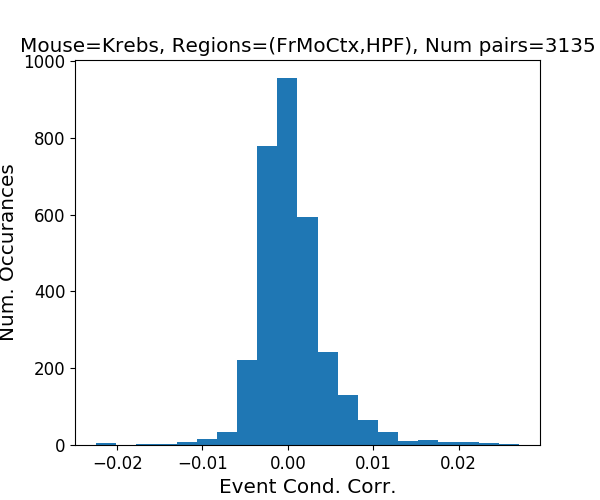 Mouse=Krebs, Regions=(FrMoCtx,HPF), Num pairs=3135
1000
800
600
400
200
0
Num. Occurances
−0.02 −0.01 0.00 0.01 0.02
Event Cond. Corr.